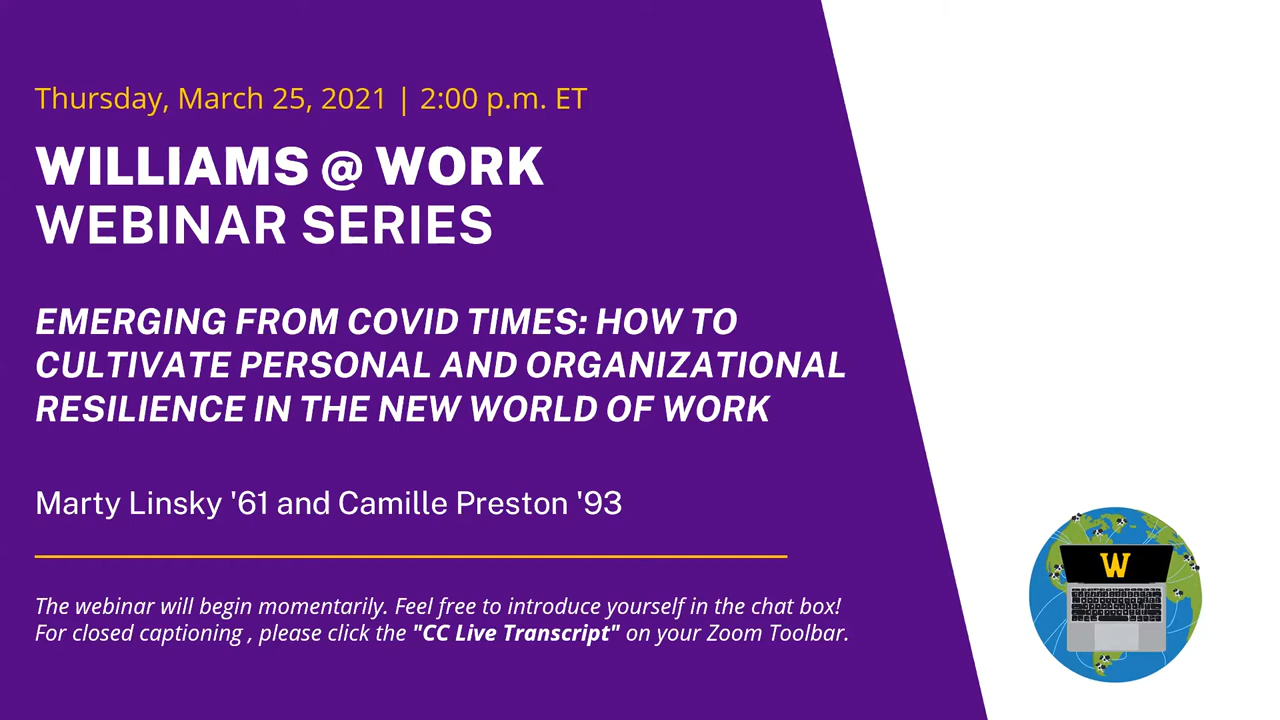 Thursday, March 25, 2021 | 2:00 p.m. ET
WILLIAMS @ WORK
WEBINAR SERIES
EMERGING FROM COVID TIMES: HOW TO
CULTIVATE PERSONAL AND ORGANIZATIONAL
RESILIENCE IN THE NEW WORLD OF WORK
Marty Linsky '61 and Camille Preston '93
The webinar will begin momentarily. Feel free to introduce yourself in the chat box!
For closed captioning , please click the "CC Live Transcript" on your Zoom Toolbar.
W